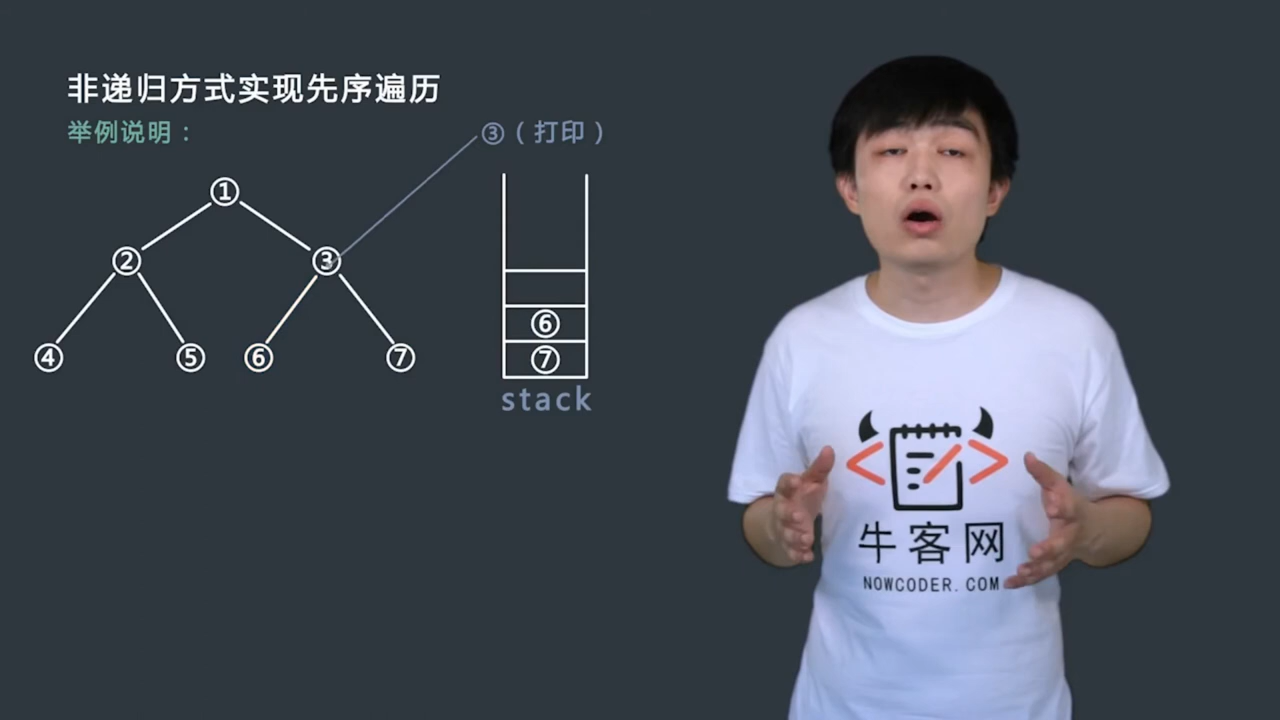 非递归方式实现先序遍历
举例说明：
③（打印）
①
②
③
④
⑤
⑥
⑦
⑥
⑦
stack
牛客网
NOWCODER.COM